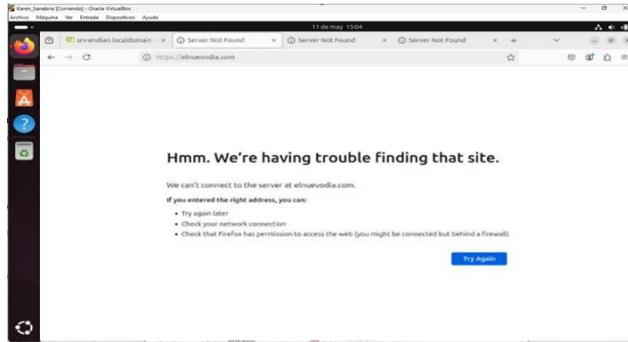 Karen_Sanabria [Corriendo] - Oracle VirtualBox
Archivo Máquina Ver Entrada Dispositivos Ayuda
11 de may 15:04
srv-endian.localdomain
Server Not Found
Server Not Found
Server Not Found
https://elnuevodia.com
Hmm. We're having trouble finding that site.
We can't connect to the server at elnuevodia.com.
If you entered the right address, you can:
• Try again later
• Check your network connection
• Check that Firefox has permission to access the web (you might be connected but behind a firewall)
Try Again